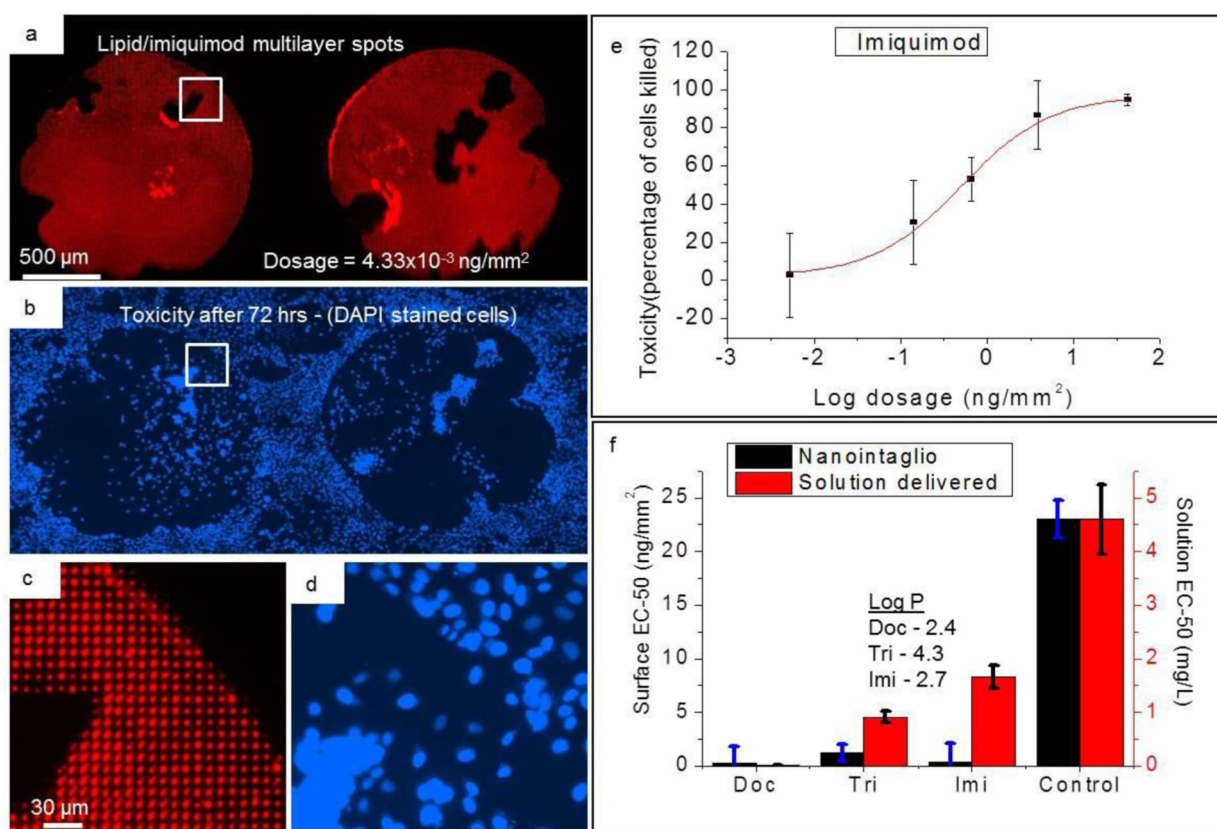 a
Lipid/imiquimod multilayer spots
500 µm
Dosage = 4.33x10⁻³ ng/mm²
b
Toxicity after 72 hrs - (DAPI stained cells)
c
30 µm
d
e
Imiquimod
Toxicity(percentage of cells killed)
120
100
80
60
40
20
0
-20
-3
-2
-1
0
1
2
Log dosage (ng/mm²)
f
Nanointaglio
Solution delivered
Surface EC-50 (ng/mm²)
25
20
15
10
5
0
Log P
Doc - 2.4
Tri - 4.3
Imi - 2.7
5
4
3
2
1
0
Solution EC-50 (mg/L)
Doc
Tri
Imi
Control